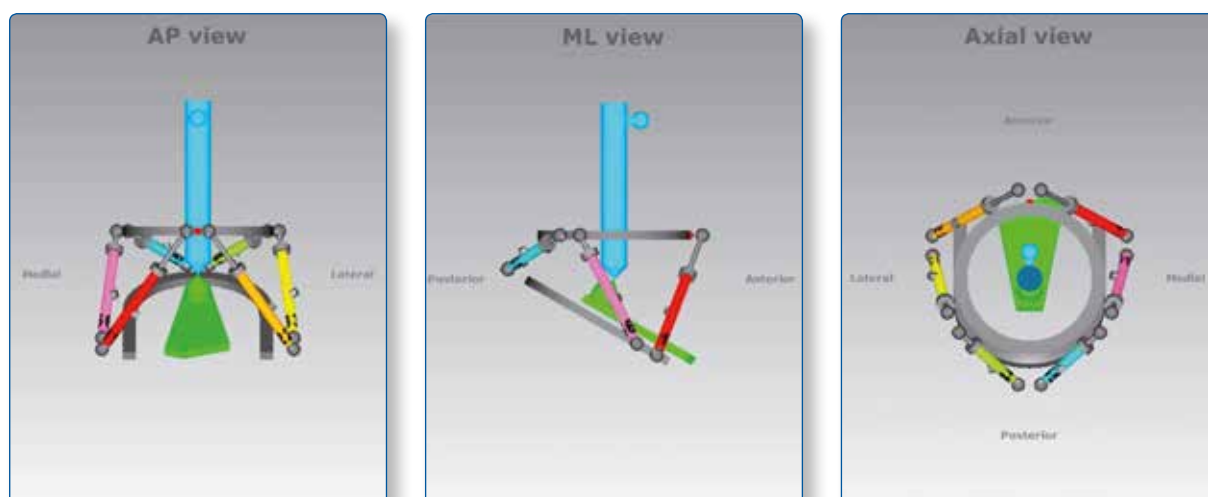 AP view
Medial
Lateral
ML view
Posterior
Anterior
Axial view
Anterior
Lateral
Medial
Posterior